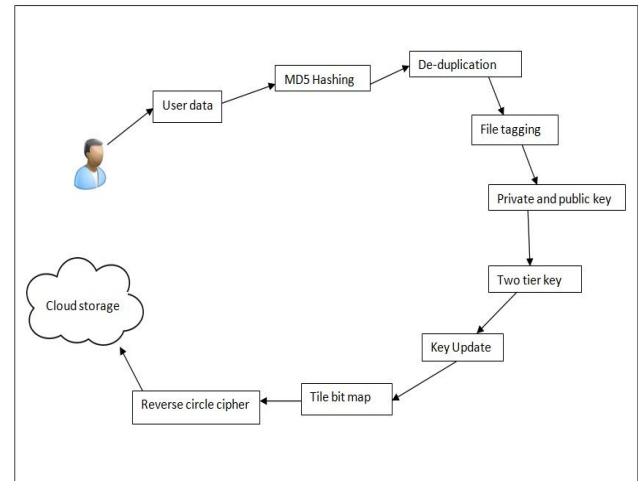 User data
MD5 Hashing
De-duplication
File tagging
Private and public key
Two tier key
Key Update
Tile bit map
Reverse circle cipher
Cloud storage